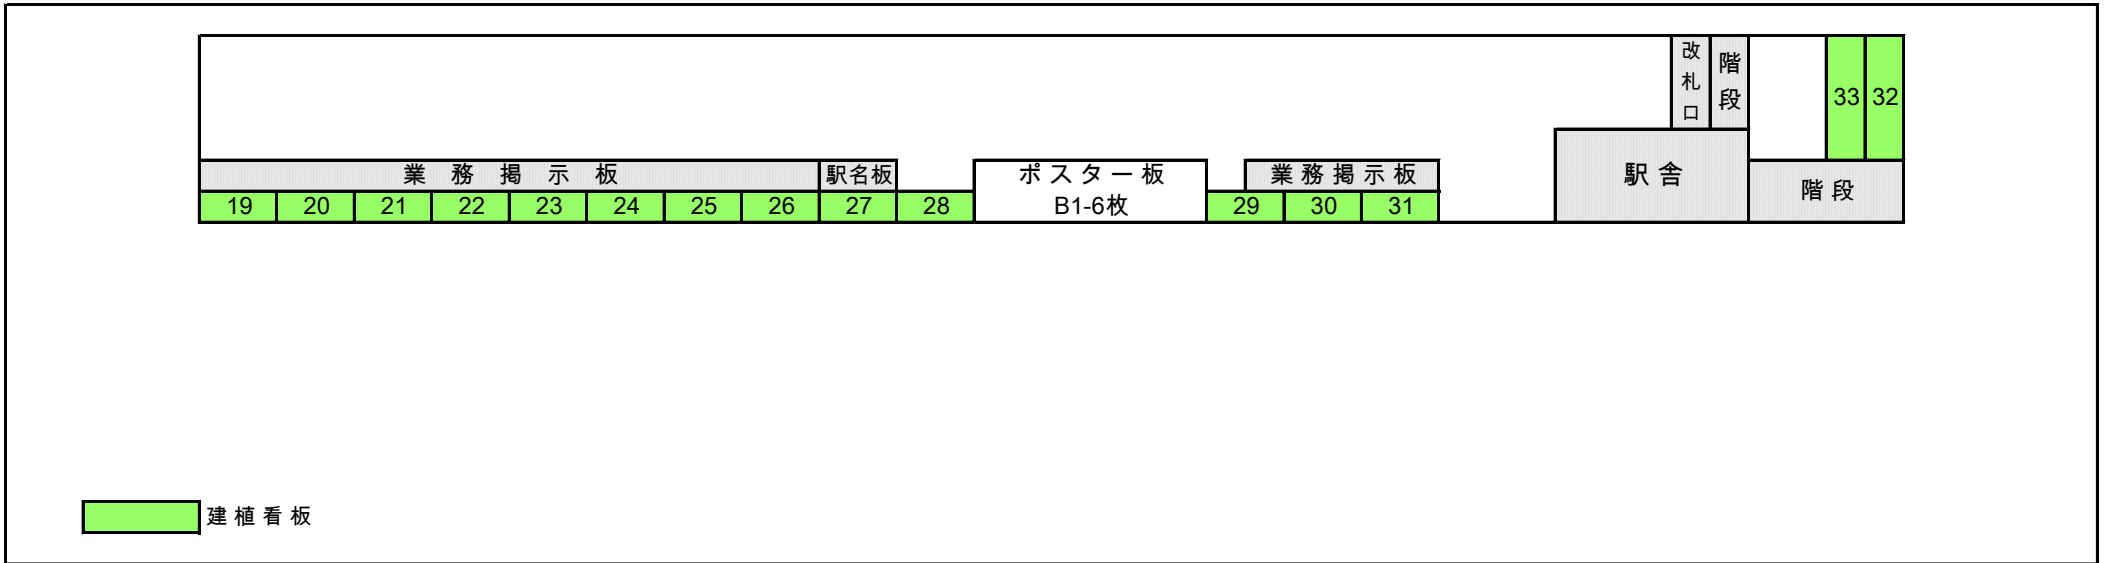 改札口
階段
33 32
業務掲示板 駅名板 ポスター板 業務掲示板 駅舎 階段
19 20 21 22 23 24 25 26 27 28 B1-6枚 29 30 31
建植看板